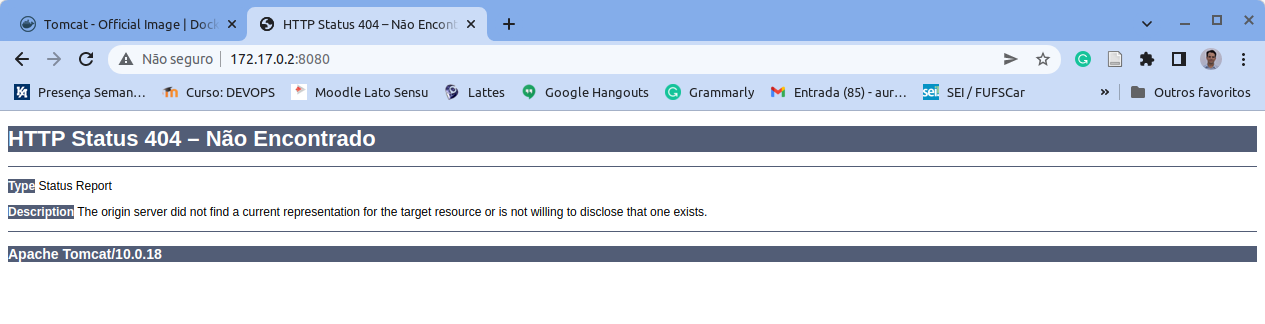 Tomcat - Official Image | Dock
HTTP Status 404 – Não Encont
Não seguro
172.17.0.2:8080
Presença Seman...
Curso: DEVOPS
Moodle Lato Sensu
Lattes
Google Hangouts
Grammarly
Entrada (85) - aur...
sei!
SEI / FUFSCar
»
Outros favoritos
HTTP Status 404 – Não Encontrado
Type Status Report
Description The origin server did not find a current representation for the target resource or is not willing to disclose that one exists.
Apache Tomcat/10.0.18